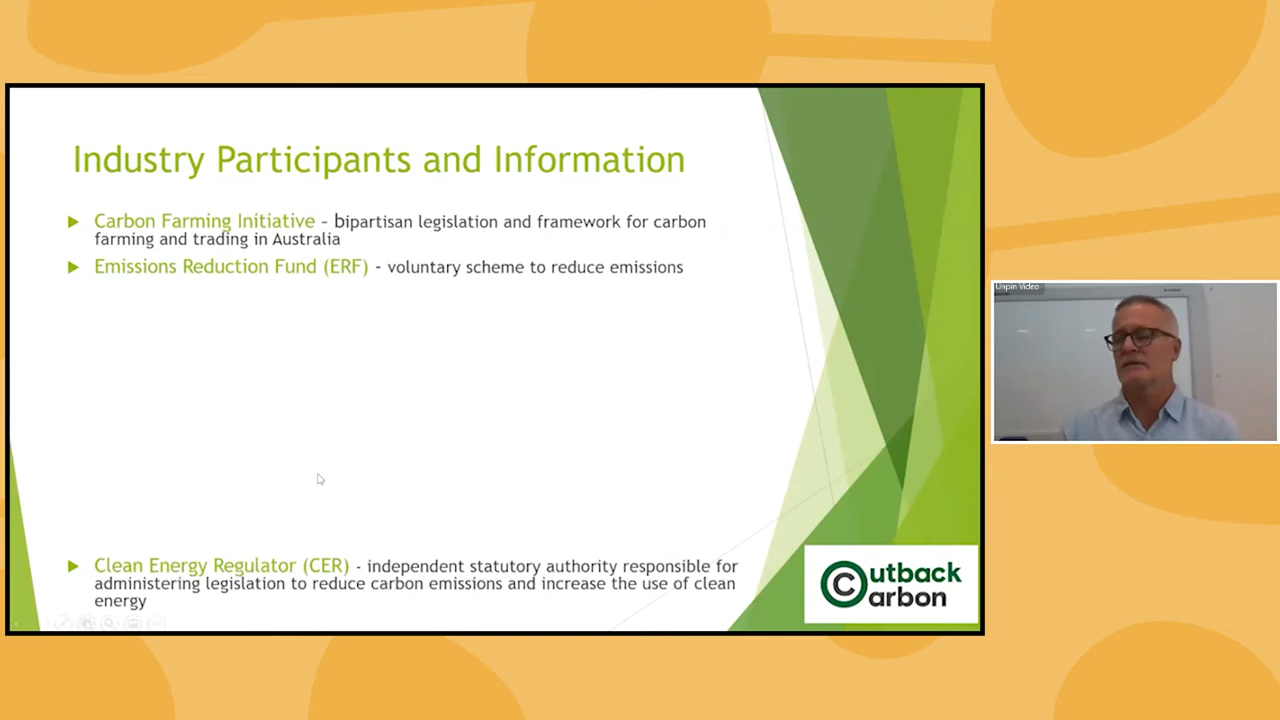 Industry Participants and Information
Carbon Farming Initiative - bipartisan legislation and framework for carbon
farming and trading in Australia
Emissions Reduction Fund (ERF) - voluntary scheme to reduce emissions
Unpin Video
Clean Energy Regulator (CER) - independent statutory authority responsible for
administering legislation to reduce carbon emissions and increase the use of clean
energy
Outback
Carbon